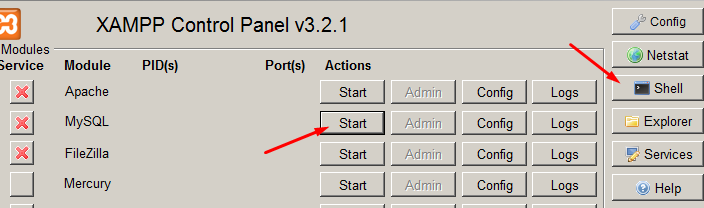 XAMPP Control Panel v3.2.1
Config
Modules
Service Module PID(s) Port(s) Actions
Netstat
Apache Start Admin Config Logs
Shell
MySQL Start Admin Config Logs
Explorer
FileZilla Start Admin Config Logs
Services
Mercury Start Admin Config Logs
Help